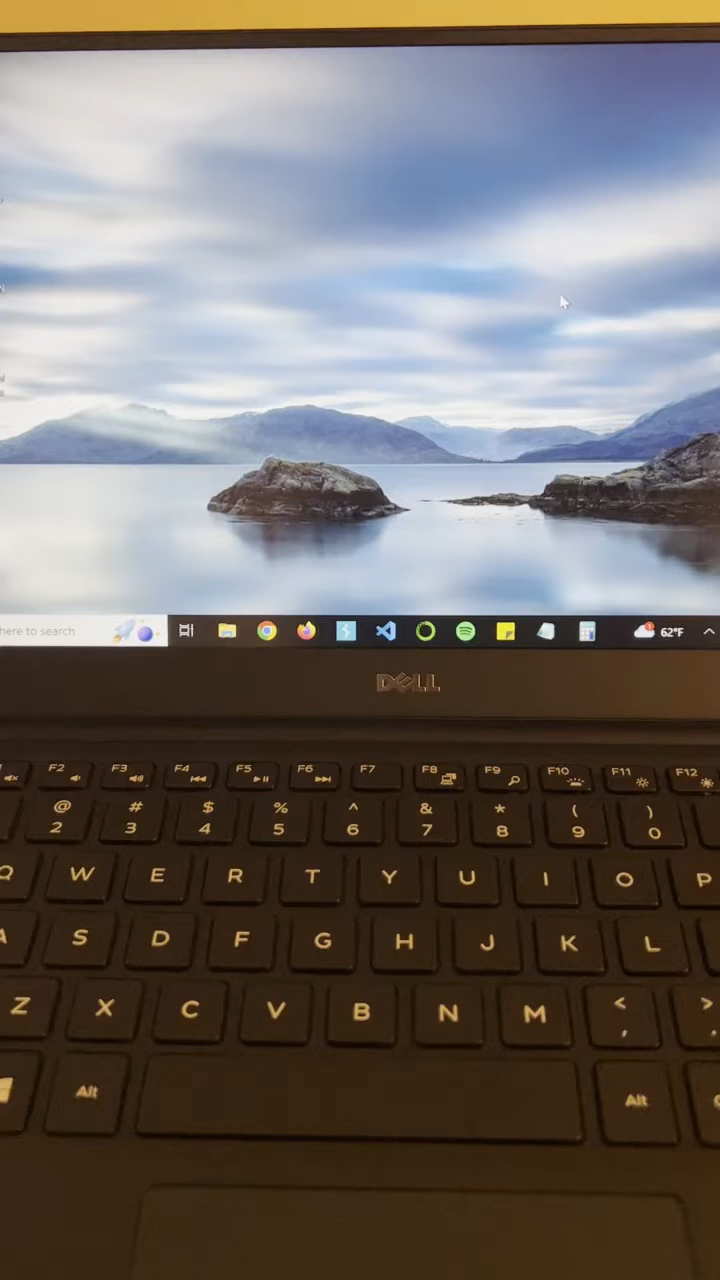 here to search
62°F
DELL
F2 F3 F4 F5 F6 F7 F8 F9 F10 F11 F12
@ # $ % ^ & * ( )
2 3 4 5 6 7 8 9 0
Q W E R T Y U I O P
A S D F G H J K L
Z X C V B N M < >
,
Alt Alt